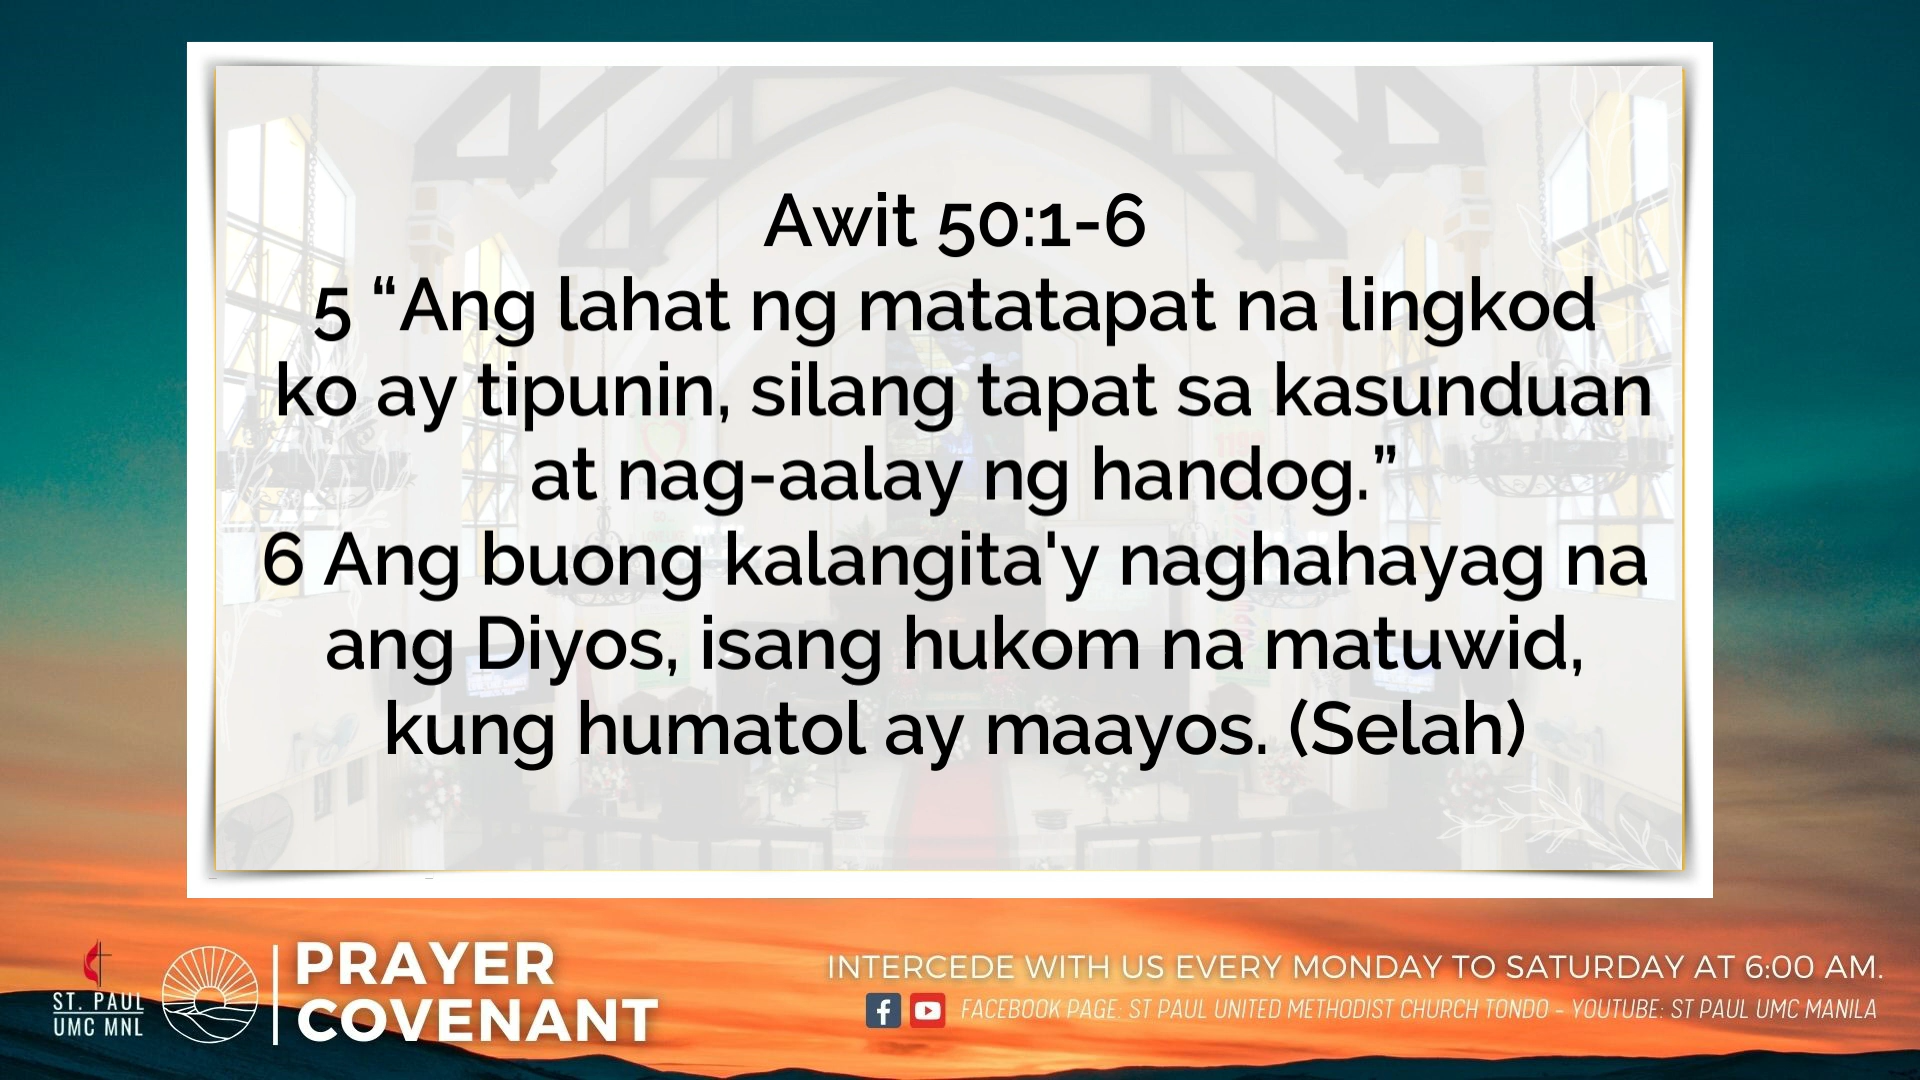 Awit 50:1-6
5 “Ang lahat ng matatapat na lingkod
ko ay tipunin, silang tapat sa kasunduan
at nag-aalay ng handog.”
6 Ang buong kalangita'y naghahayag na
ang Diyos, isang hukom na matuwid,
kung humatol ay maayos. (Selah)
ST. PAUL
UMC MNL
PRAYER
COVENANT
INTERCEDE WITH US EVERY MONDAY TO SATURDAY AT 6:00 AM.
FACEBOOK PAGE: ST PAUL UNITED METHODIST CHURCH TONDO - YOUTUBE: ST PAUL UMC MANILA